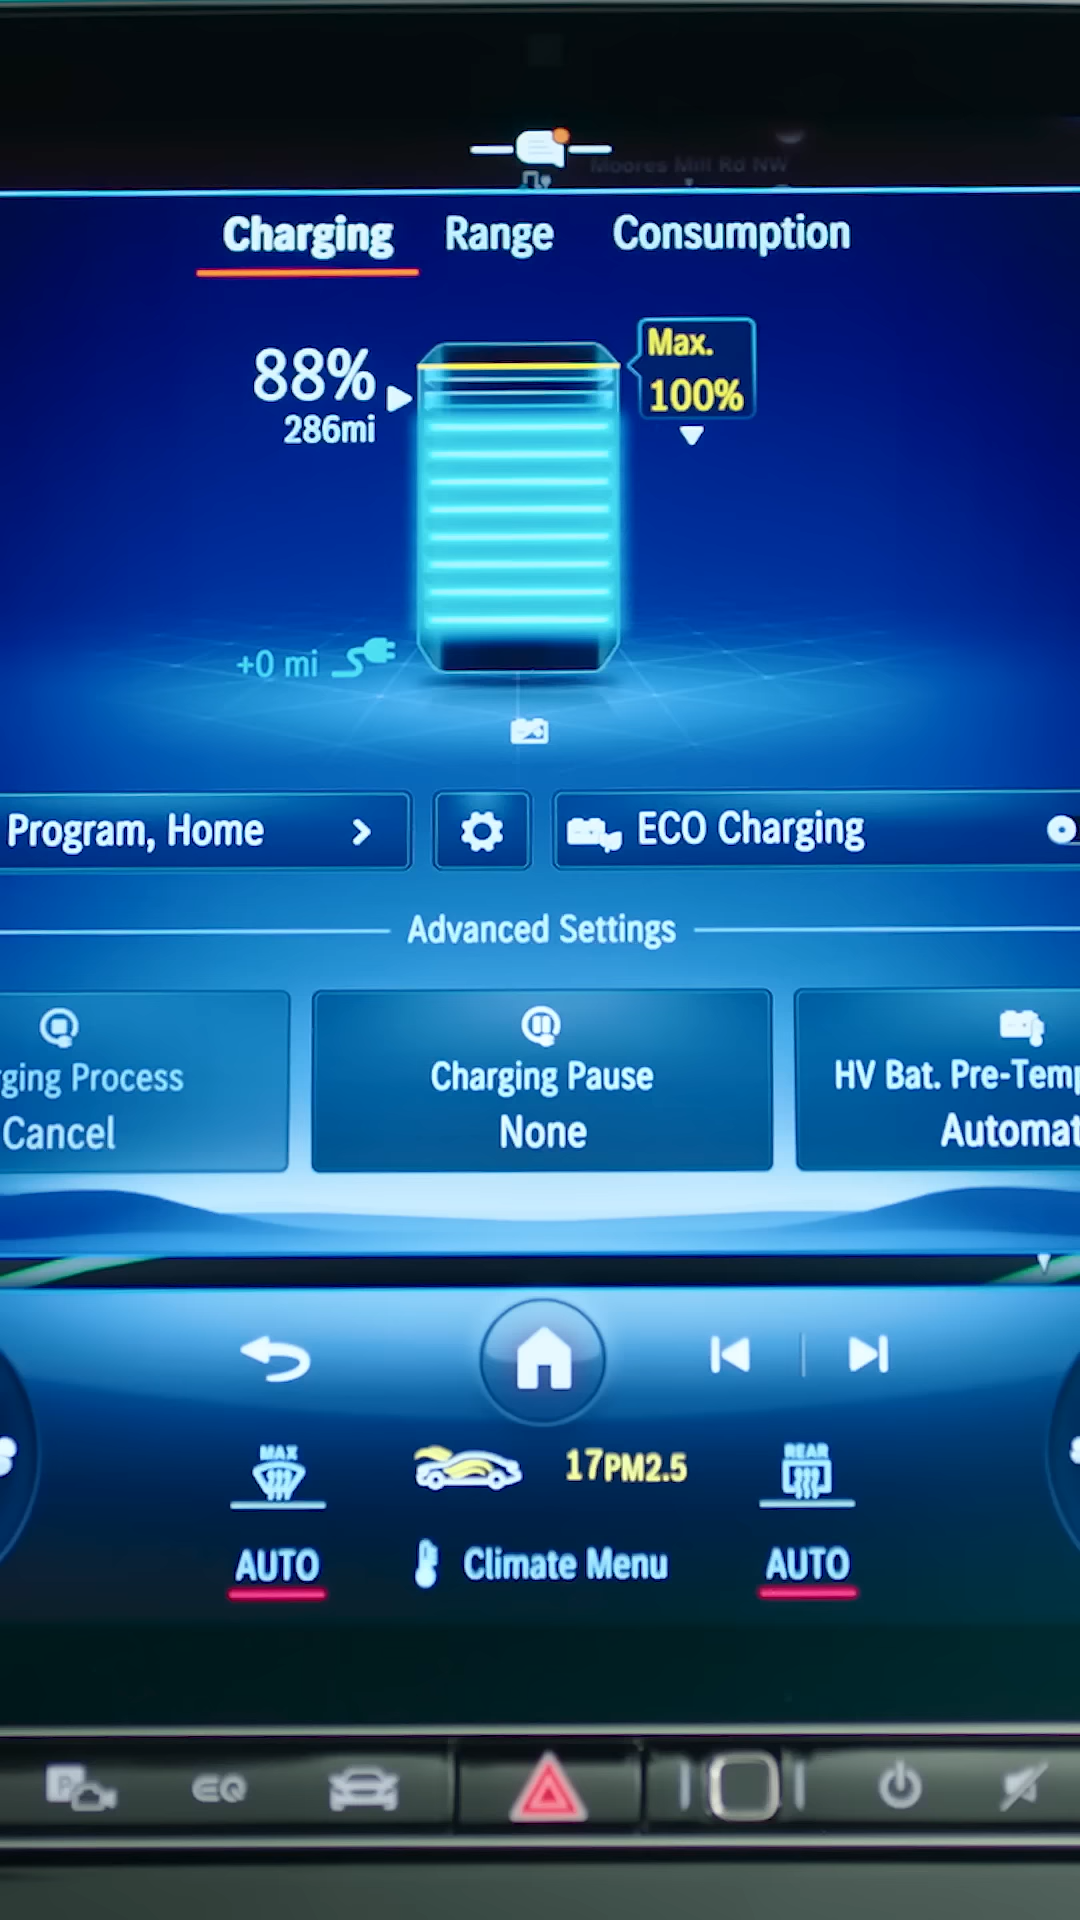 Moores Mill Rd NW
Charging Range Consumption
88%
286mi
Max.
100%
+0 mi
Program, Home
ECO Charging
Advanced Settings
ging Process
Cancel
Charging Pause
None
HV Bat. Pre-Temp
Automat
MAX
17PM2.5
REAR
AUTO
Climate Menu
AUTO
P
EQ